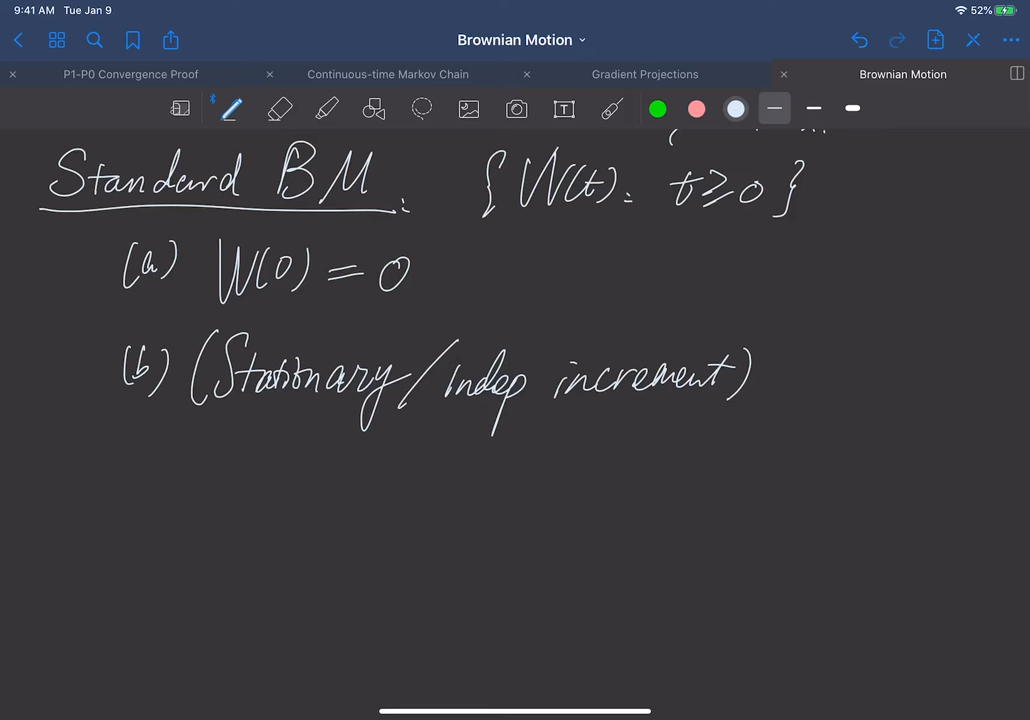 9:41 AM Tue Jan 9 52%
Brownian Motion
P1-P0 Convergence Proof Continuous-time Markov Chain Gradient Projections Brownian Motion
Standard BM: {W(t): t≥0}
(a) W(0) = 0
(b) (Stationary/indep increment)